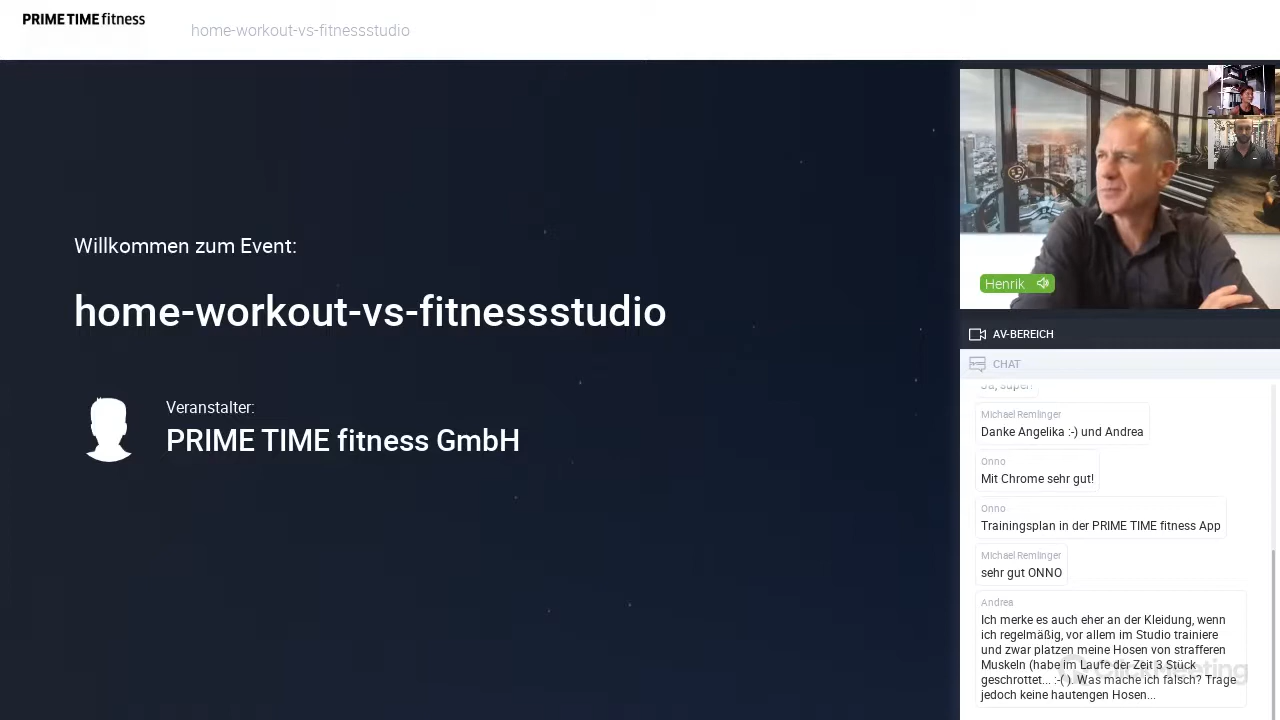 PRIME TIME fitness
home-workout-vs-fitnessstudio
Willkommen zum Event:
home-workout-vs-fitnessstudio
Veranstalter:
PRIME TIME fitness GmbH
Henrik
AV-BEREICH
CHAT
Ja, super!
Michael Remlinger
Danke Angelika :-) und Andrea
Onno
Mit Chrome sehr gut!
Onno
Trainingsplan in der PRIME TIME fitness App
Michael Remlinger
sehr gut ONNO
Andrea
Ich merke es auch eher an der Kleidung, wenn
ich regelmäßig, vor allem im Studio trainiere
und zwar platzen meine Hosen von strafferen
Muskeln (habe im Laufe der Zeit 3 Stück
geschrottet... :-( ). Was mache ich falsch? Trage
jedoch keine hautengen Hosen...
ClickMeeting